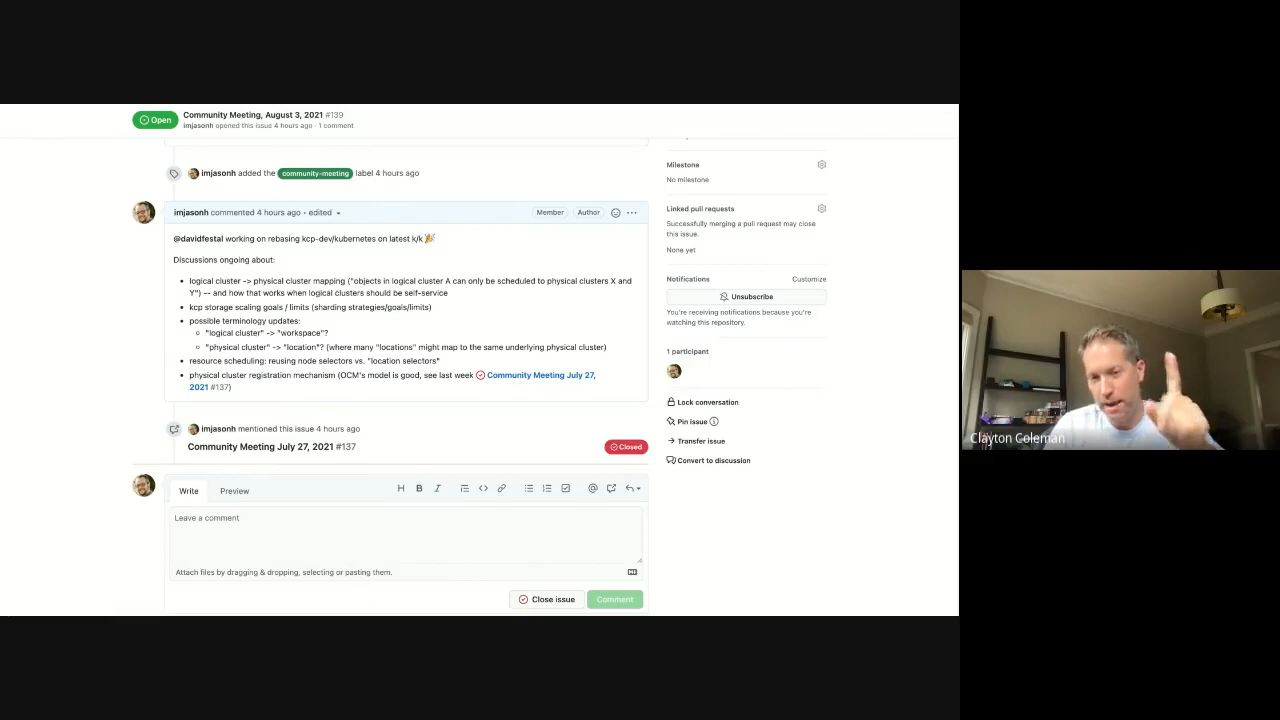 Open
Community Meeting, August 3, 2021 #139
imjasonh opened this issue 4 hours ago · 1 comment
imjasonh added the community-meeting label 4 hours ago
imjasonh commented 4 hours ago • edited
Member
Author
@davidfestal working on rebasing kcp-dev/kubernetes on latest k/k 🎉
Discussions ongoing about:
• logical cluster -> physical cluster mapping ("objects in logical cluster A can only be scheduled to physical clusters X and
Y") -- and how that works when logical clusters should be self-service
• kcp storage scaling goals / limits (sharding strategies/goals/limits)
• possible terminology updates:
◦ "logical cluster" -> "workspace"?
◦ "physical cluster" -> "location"? (where many "locations" might map to the same underlying physical cluster)
• resource scheduling: reusing node selectors vs. "location selectors"
• physical cluster registration mechanism (OCM's model is good, see last week Community Meeting July 27,
2021 #137)
imjasonh mentioned this issue 4 hours ago
Community Meeting July 27, 2021 #137
Closed
Write
Preview
Leave a comment
Attach files by dragging & dropping, selecting or pasting them.
Close issue
Comment
Milestone
No milestone
Linked pull requests
Successfully merging a pull request may close
this issue.
None yet
Notifications
Customize
Unsubscribe
You're receiving notifications because you're
watching this repository.
1 participant
Lock conversation
Pin issue
Transfer issue
Convert to discussion
Clayton Coleman